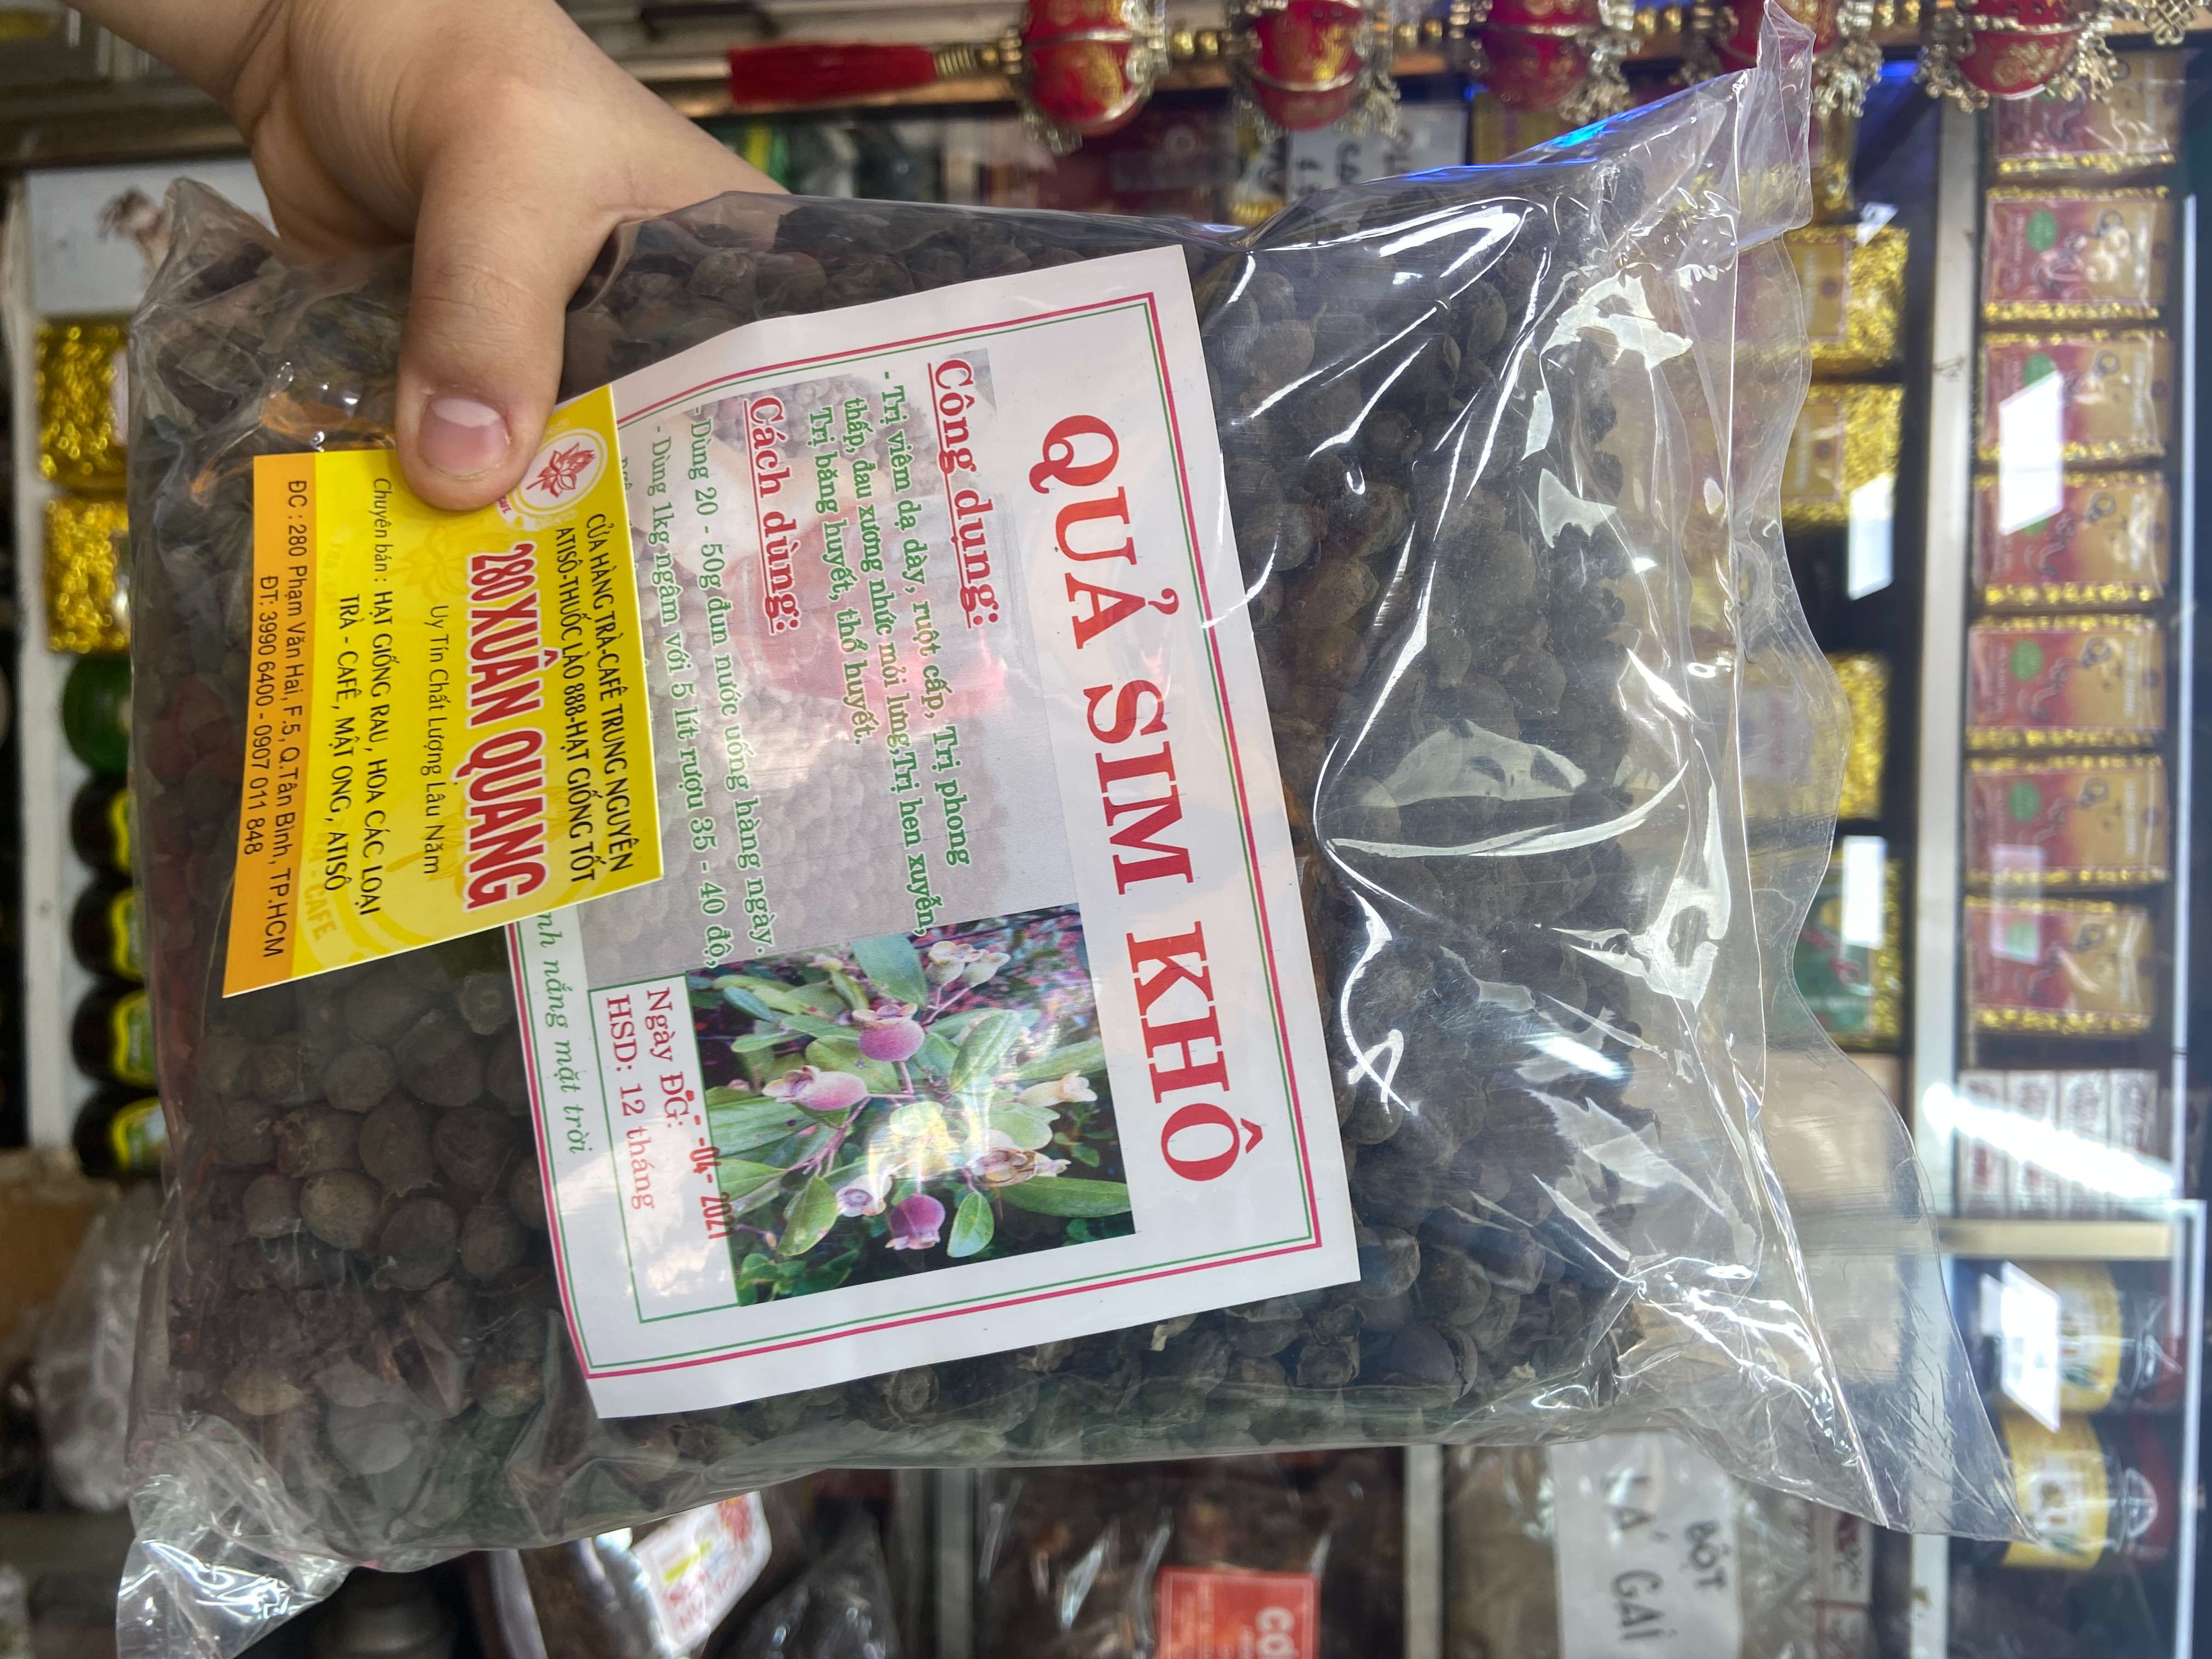 QUẢ SIM KHÔ
Công dụng:
- Trị viêm dạ dày, ruột cấp, Trị phong
thấp, đau xương nhức mỏi lưng,Trị hen xuyễn,
Trị băng huyết, thổ huyết.
Cách dùng:
- Dùng 20 - 50g đun nước uống hàng ngày.
- Dùng 1kg ngâm với 5 lít rượu 35 - 40 độ,
nh nắng mặt trời
Ngày ĐG: -04- 2021
HSD: 12 tháng
CỬA HÀNG TRÀ-CAFÊ TRUNG NGUYÊN
ATISÔ-THUỐC LÀO 888-HẠT GIỐNG TỐT
280 XUÂN QUANG
Uy Tín Chất Lượng Lâu Năm
Chuyên bán : HẠT GIỐNG RAU, HOA CÁC LOẠI
TRÀ - CAFÊ, MẬT ONG, ATISÔ
ĐC : 280 Phạm Văn Hai, F.5, Q.Tân Bình , TP.HCM
ĐT: 3990 6400 - 0907 011 848
BỘT
LÁ GAI